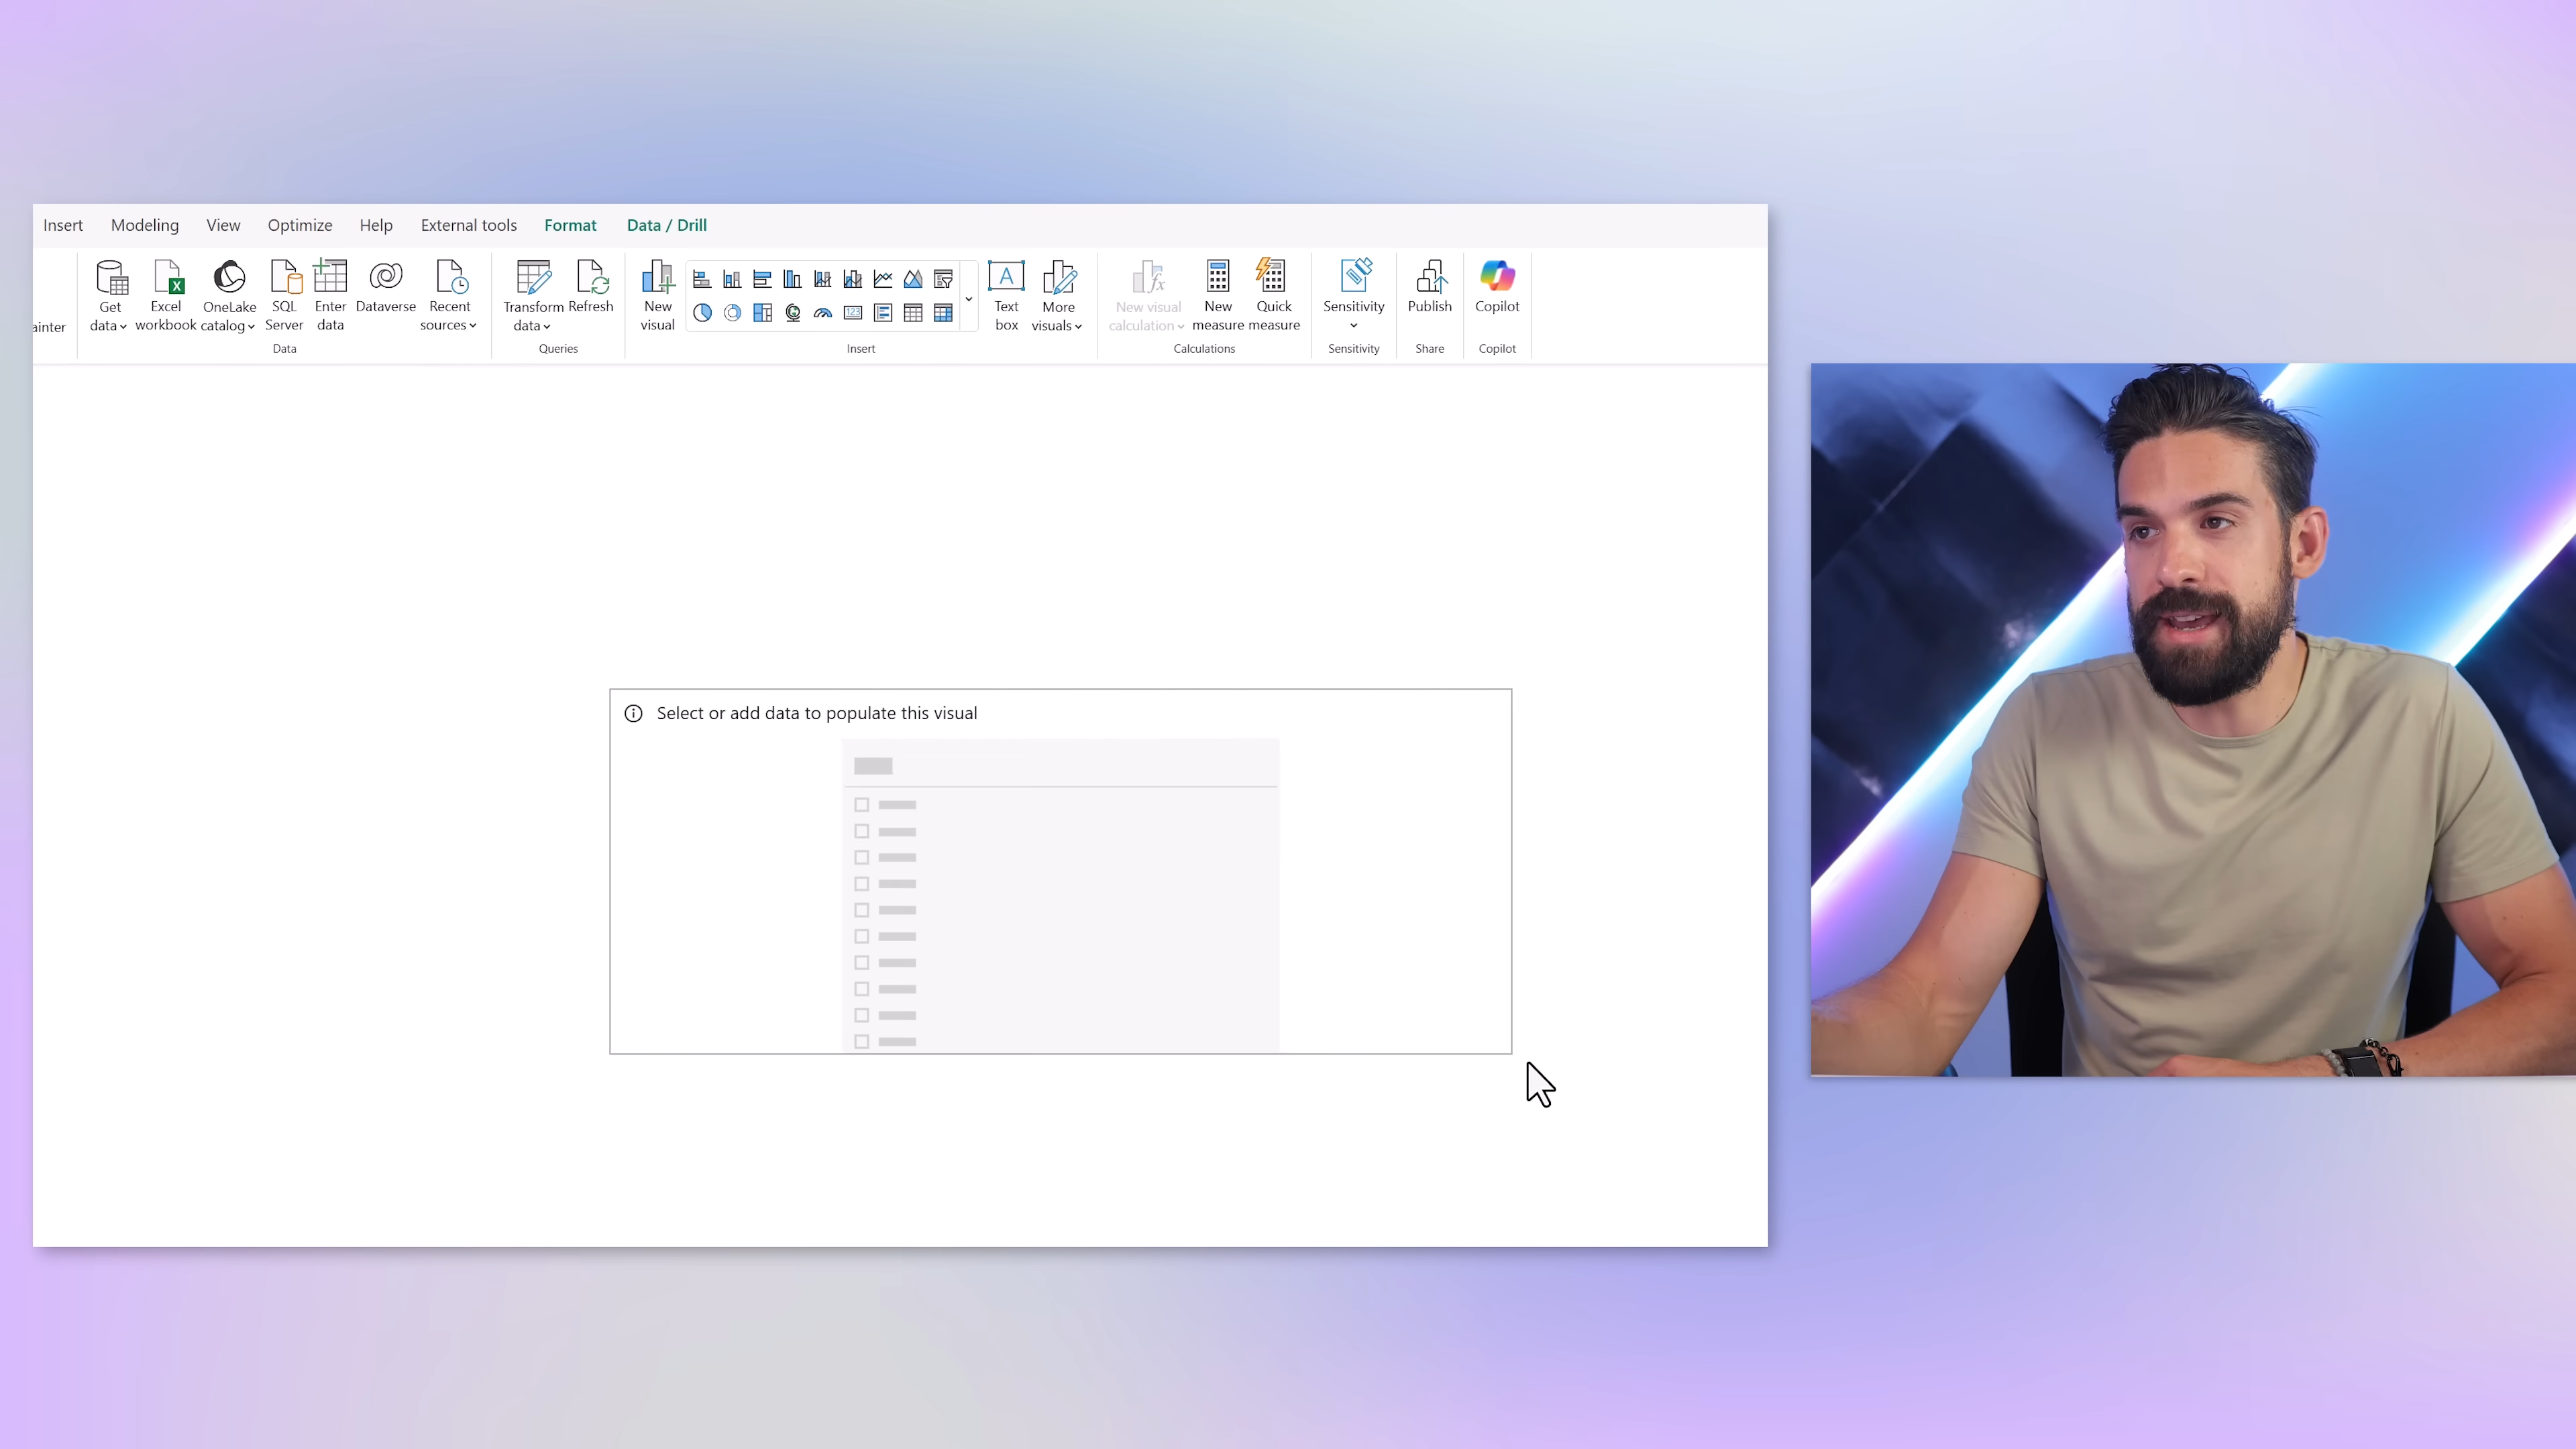 Insert Modeling View Optimize Help External tools Format Data / Drill
ainter
Get data
Excel workbook
OneLake catalog
SQL Server
Enter data
Dataverse
Recent sources
Data
Transform data
Refresh
Queries
New visual
123
A
Text box
More visuals
Insert
fx
New visual calculation
New measure
Quick measure
Calculations
Sensitivity
Sensitivity
Publish
Share
Copilot
Copilot
Select or add data to populate this visual